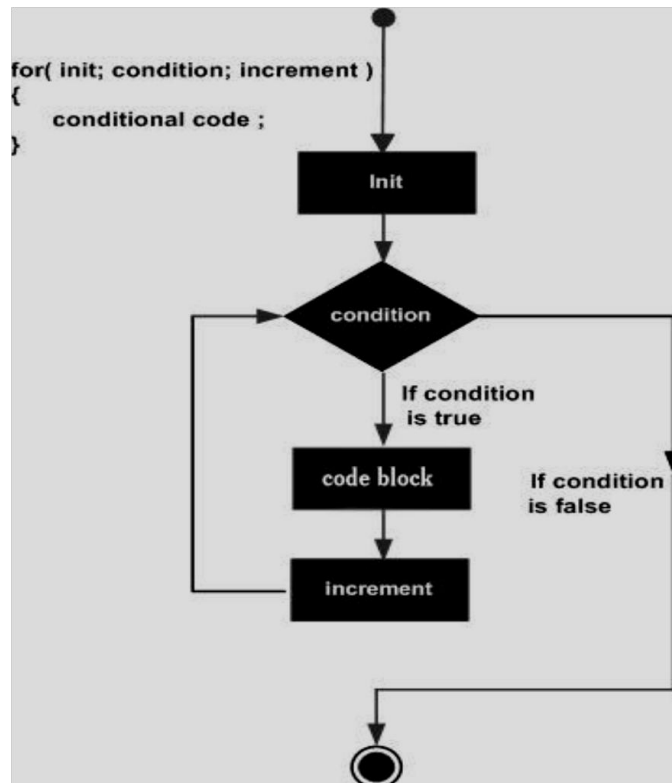 for( init; condition; increment )
{
conditional code ;
}
Init
condition
If condition
is true
code block
If condition
is false
increment